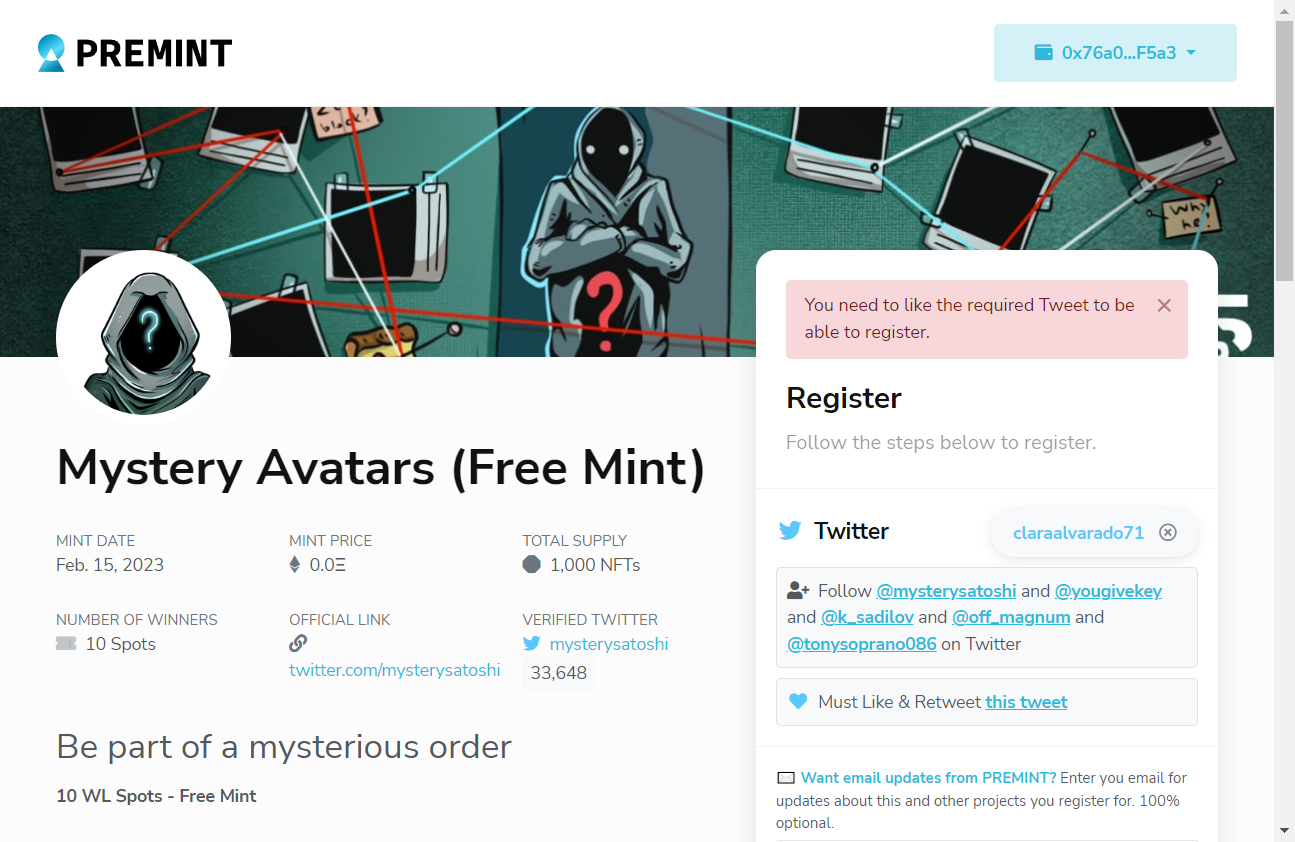 PREMINT
0x76a0...F5a3
black?
Why
he?
You need to like the required Tweet to be
able to register.
Register
Follow the steps below to register.
Mystery Avatars (Free Mint)
MINT DATE
Feb. 15, 2023
MINT PRICE
0.0Ξ
TOTAL SUPPLY
1,000 NFTs
NUMBER OF WINNERS
10 Spots
OFFICIAL LINK
twitter.com/mysterysatoshi
VERIFIED TWITTER
mysterysatoshi
33,648
Be part of a mysterious order
10 WL Spots - Free Mint
Twitter
claraalvarado71
Follow @mysterysatoshi and @yougivekey
and @k_sadilov and @off_magnum and
@tonysoprano086 on Twitter
Must Like & Retweet this tweet
Want email updates from PREMINT? Enter you email for
updates about this and other projects you register for. 100%
optional.